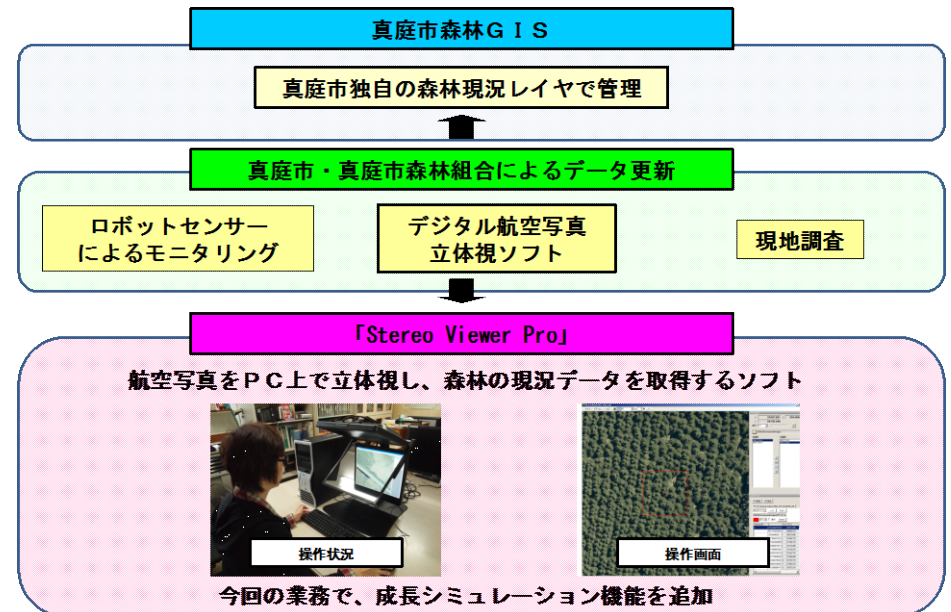 真庭市森林ＧＩＳ
真庭市独自の森林現況レイヤで管理
真庭市・真庭市森林組合によるデータ更新
ロボットセンサー
によるモニタリング
デジタル航空写真
立体視ソフト
現地調査
「Stereo Viewer Pro」
航空写真をＰＣ上で立体視し、森林の現況データを取得するソフト
操作状況
操作画面
今回の業務で、成長シミュレーション機能を追加